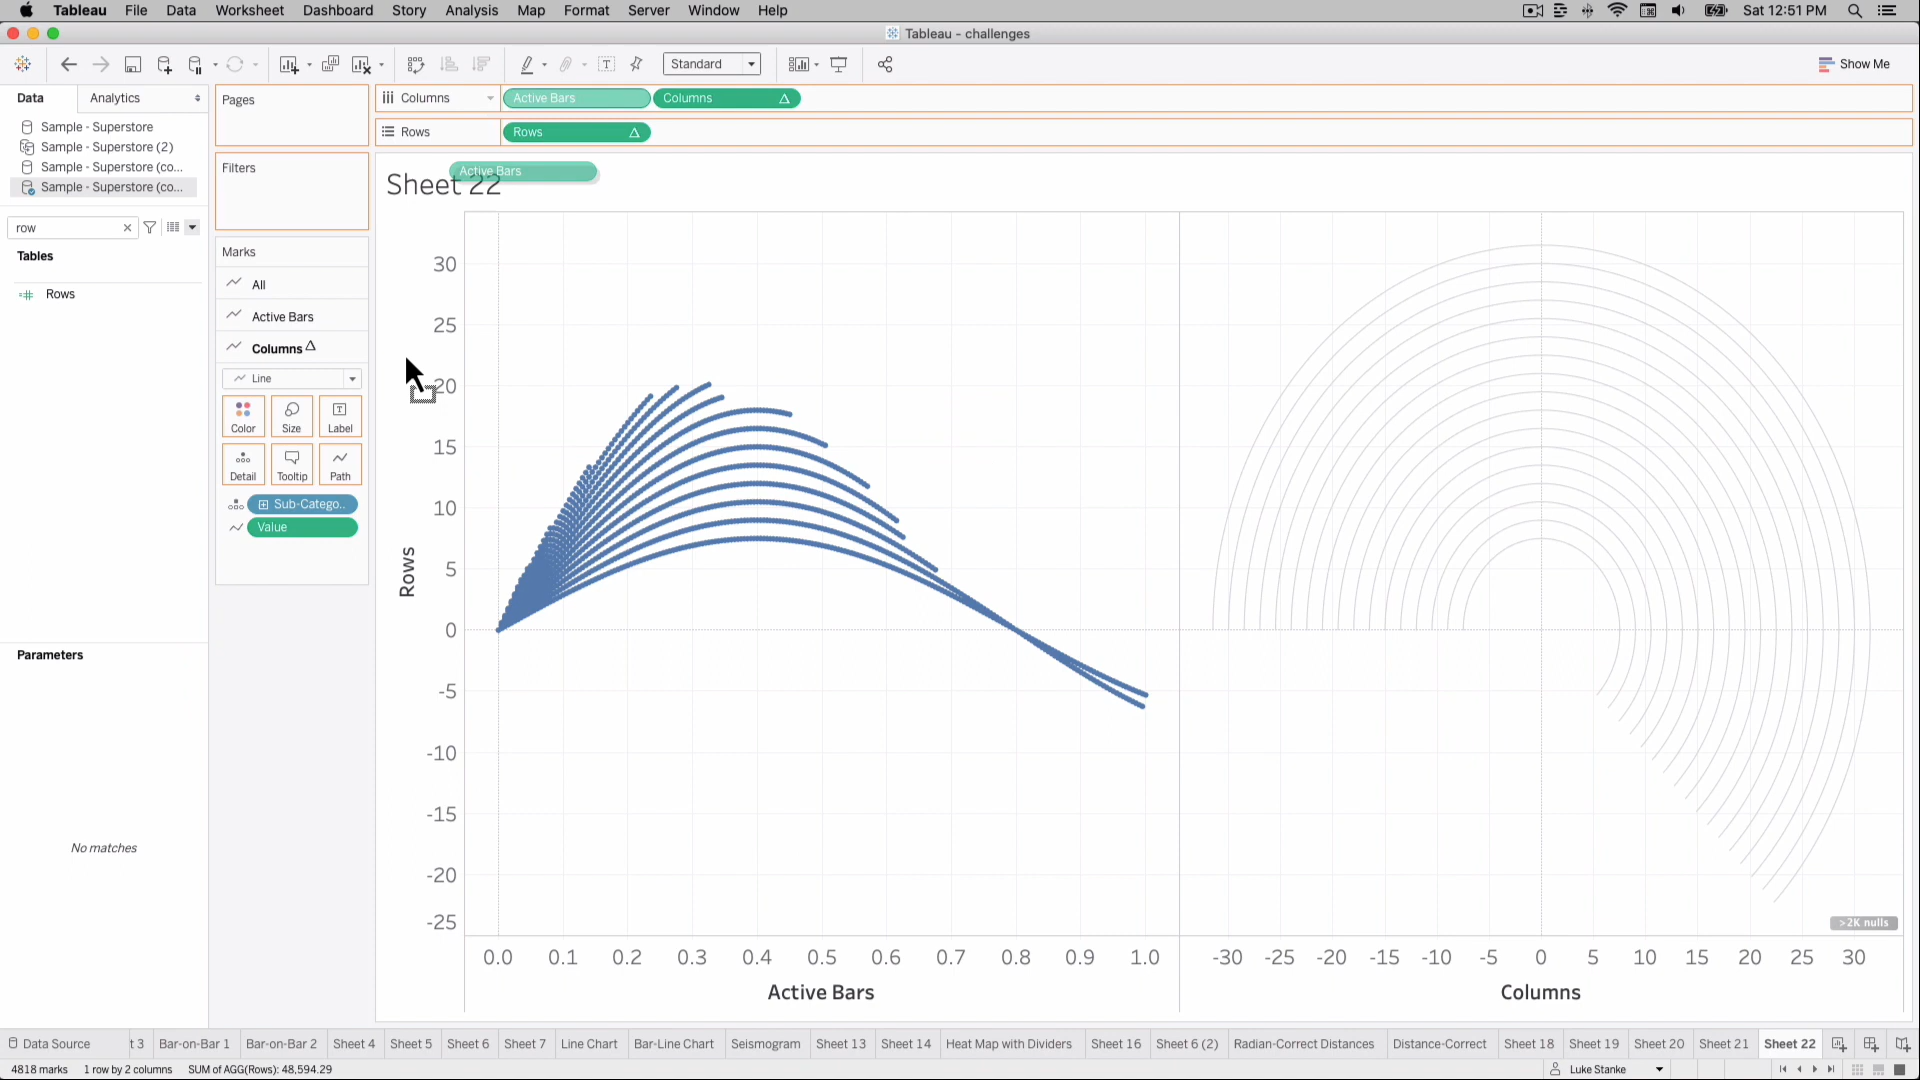 Tableau File Data Worksheet Dashboard Story Analysis Map Format Server Window Help
Sat 12:51 PM
Tableau - challenges
Standard
Show Me
Data Analytics
Sample - Superstore
Sample - Superstore (2)
Sample - Superstore (co...
Sample - Superstore (co...
row
Tables
Rows
Parameters
No matches
Pages
Filters
Marks
All
Active Bars
Columns
Line
Color Size Label
Detail Tooltip Path
Sub-Catego..
Value
Columns Active Bars Columns
Rows Rows
Active Bars
Sheet 22
30
25
20
15
10
5
0
-5
-10
-15
-20
-25
Rows
>2K nulls
0.0 0.1 0.2 0.3 0.4 0.5 0.6 0.7 0.8 0.9 1.0
-30 -25 -20 -15 -10 -5 0 5 10 15 20 25 30
Active Bars
Columns
Data Source t 3 Bar-on-Bar 1 Bar-on-Bar 2 Sheet 4 Sheet 5 Sheet 6 Sheet 7 Line Chart Bar-Line Chart Seismogram Sheet 13 Sheet 14 Heat Map with Dividers Sheet 16 Sheet 6 (2) Radian-Correct Distances Distance-Correct Sheet 18 Sheet 19 Sheet 20 Sheet 21 Sheet 22
4818 marks 1 row by 2 columns SUM of AGG(Rows): 48,594.29
Luke Stanke